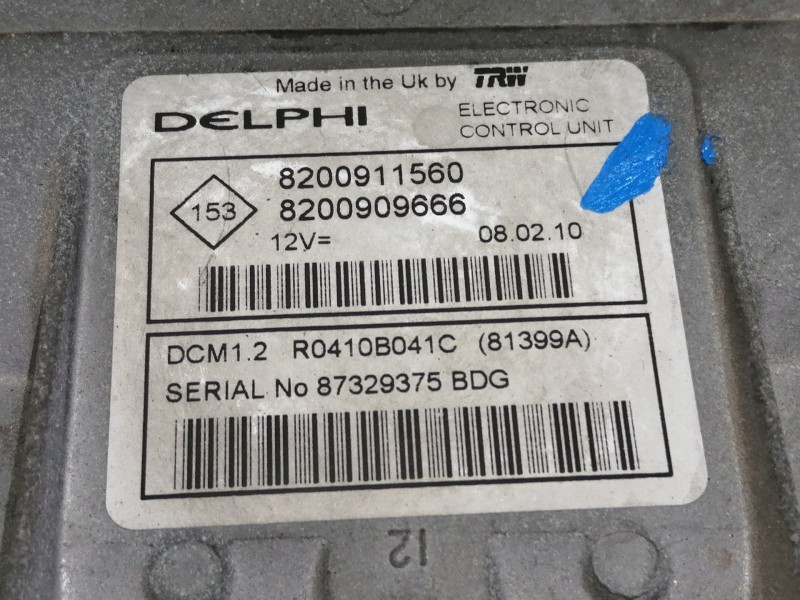 Made in the Uk by TRW
DELPHI
ELECTRONIC
CONTROL UNIT
153
8200911560
8200909666
12V=
08.02.10
DCM1.2 R0410B041C (81399A)
SERIAL No 87329375 BDG
12